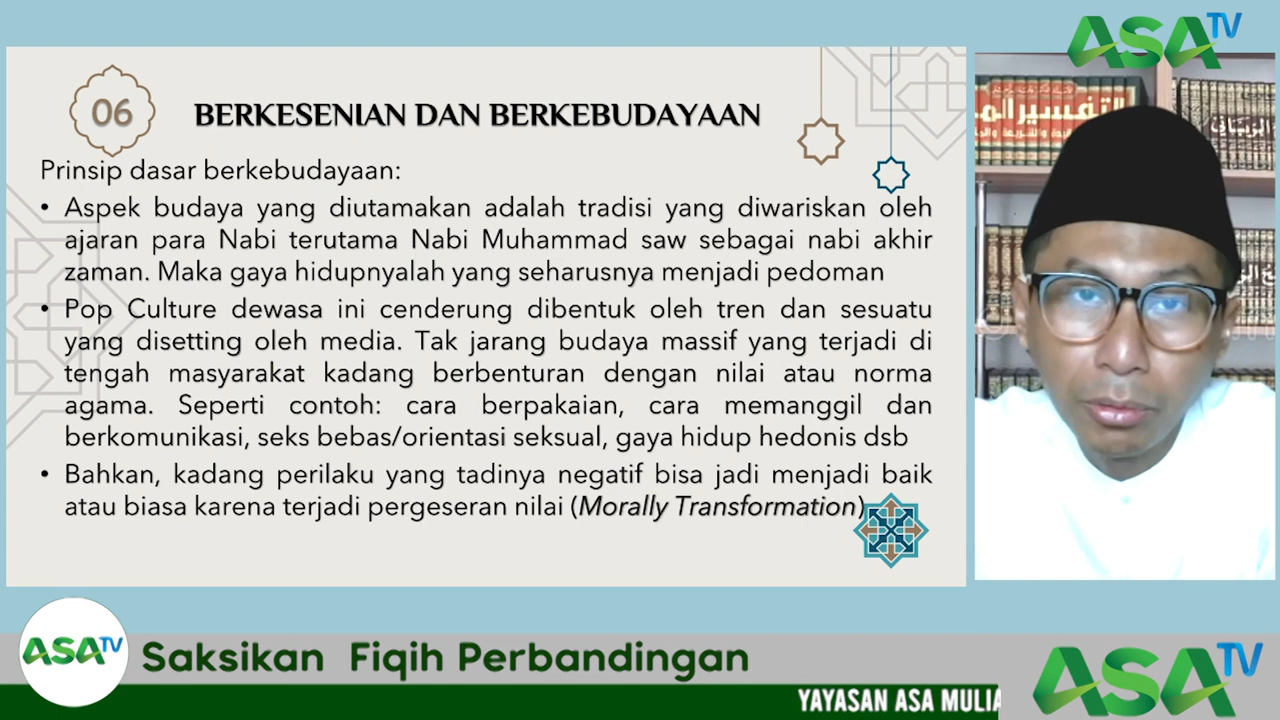 ASA TV
06
BERKESENIAN DAN BERKEBUDAYAAN
Prinsip dasar berkebudayaan:
• Aspek budaya yang diutamakan adalah tradisi yang diwariskan oleh
ajaran para Nabi terutama Nabi Muhammad saw sebagai nabi akhir
zaman. Maka gaya hidupnyalah yang seharusnya menjadi pedoman
• Pop Culture dewasa ini cenderung dibentuk oleh tren dan sesuatu
yang disetting oleh media. Tak jarang budaya massif yang terjadi di
tengah masyarakat kadang berbenturan dengan nilai atau norma
agama. Seperti contoh: cara berpakaian, cara memanggil dan
berkomunikasi, seks bebas/orientasi seksual, gaya hidup hedonis dsb
• Bahkan, kadang perilaku yang tadinya negatif bisa jadi menjadi baik
atau biasa karena terjadi pergeseran nilai (Morally Transformation)
ASA TV
Saksikan Fiqih Perbandingan
ASA TV
YAYASAN ASA MULIA